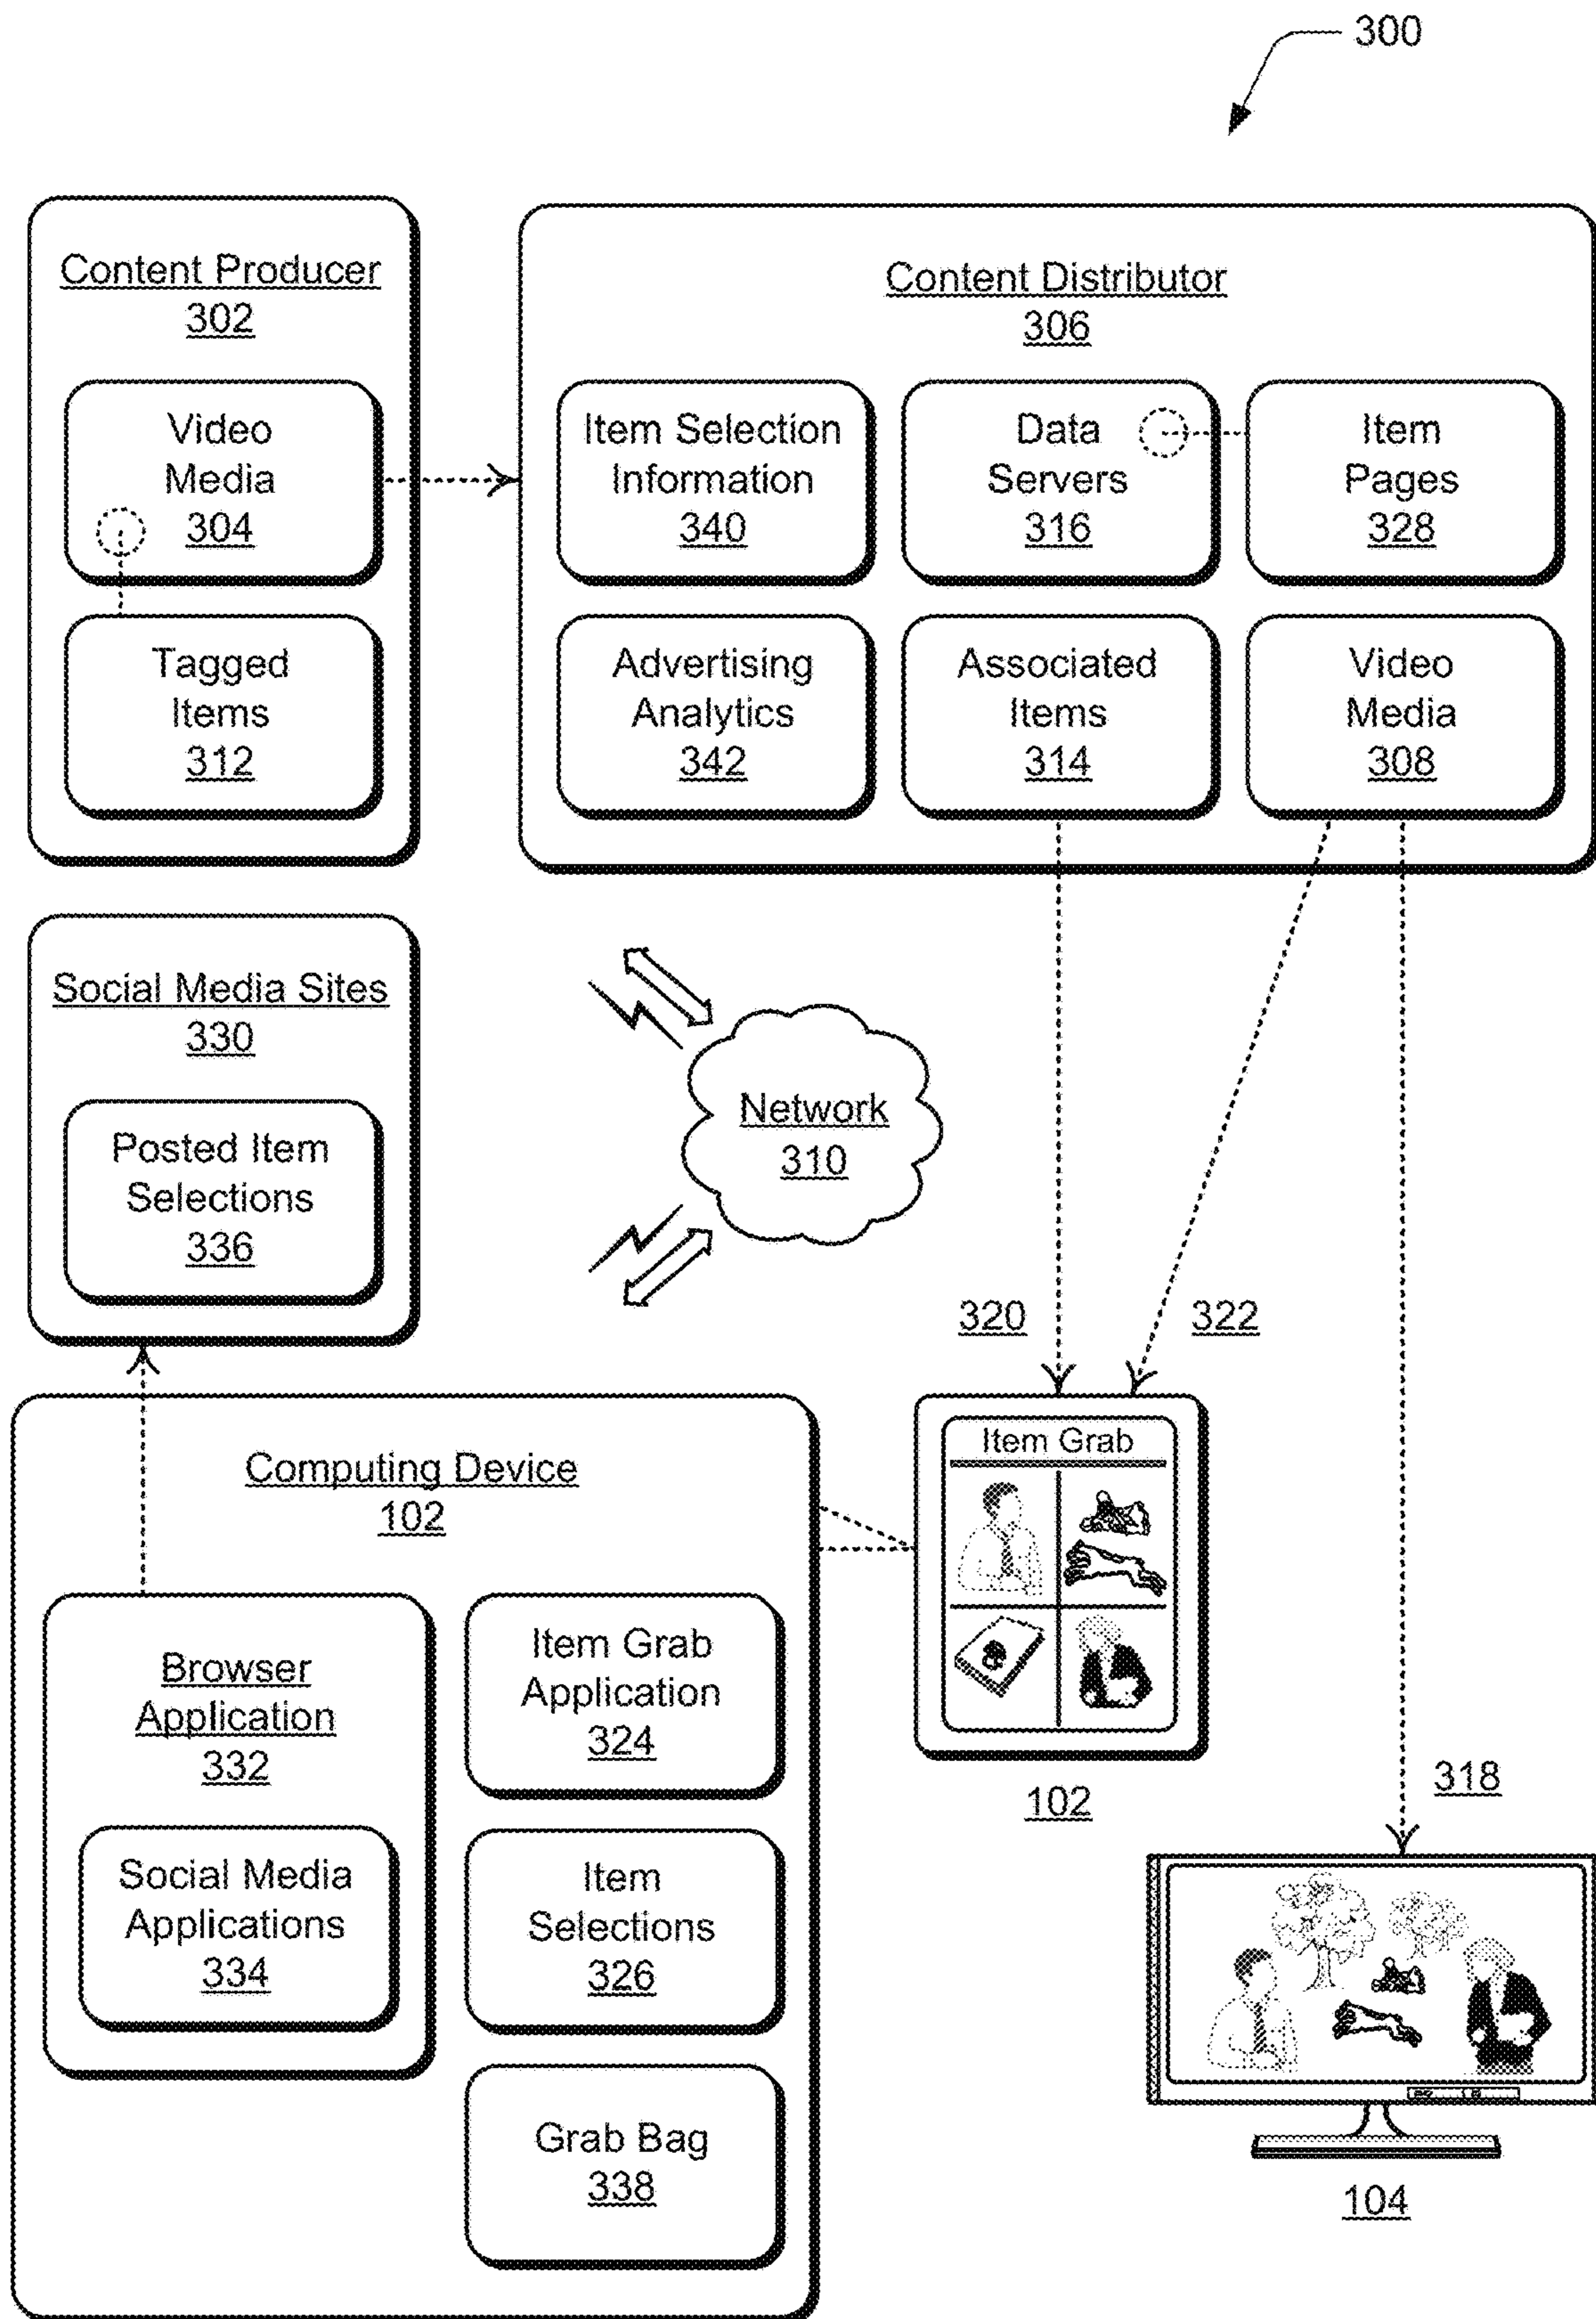 300
Content Producer
302
Video
Media
304
Tagged
Items
312
Content Distributor
306
Item Selection
Information
340
Data
Servers
316
Item
Pages
328
Advertising
Analytics
342
Associated
Items
314
Video
Media
308
Social Media Sites
330
Posted Item
Selections
336
Network
310
320
322
Computing Device
102
Browser
Application
332
Social Media
Applications
334
Item Grab
Application
324
Item
Selections
326
Grab Bag
338
Item Grab
102
318
104